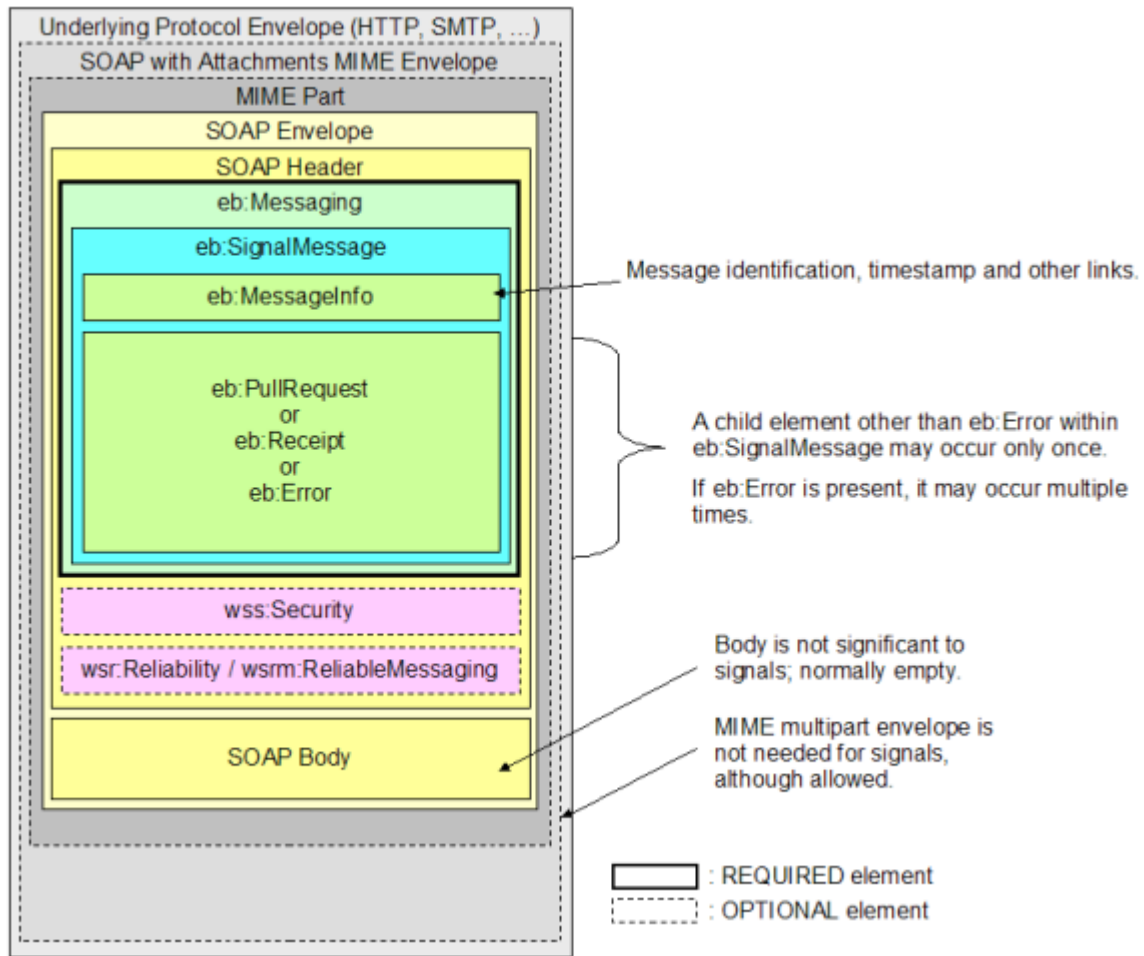 Underlying Protocol Envelope (HTTP, SMTP, …)
SOAP with Attachments MIME Envelope
MIME Part
SOAP Envelope
SOAP Header
eb:Messaging
eb:SignalMessage
eb:MessageInfo
eb:PullRequest
or
eb:Receipt
or
eb:Error
wss:Security
wsr:Reliability / wsrm:ReliableMessaging
SOAP Body
Message identification, timestamp and other links.
A child element other than eb:Error within
eb:SignalMessage may occur only once.
If eb:Error is present, it may occur multiple
times.
Body is not significant to
signals; normally empty.
MIME multipart envelope is
not needed for signals,
although allowed.
: REQUIRED element
: OPTIONAL element